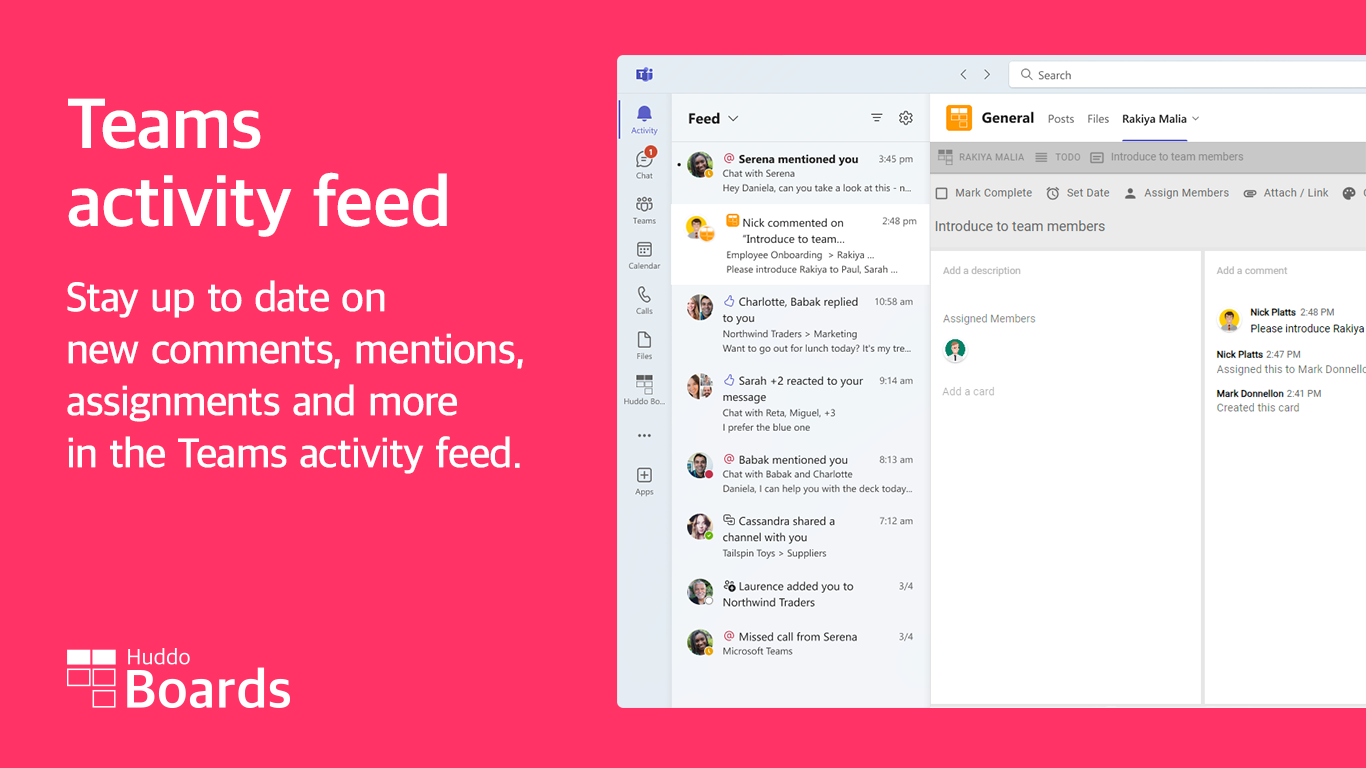 Teams
activity feed
Stay up to date on
new comments, mentions,
assignments and more
in the Teams activity feed.
Huddo
Boards
Search
Activity
1
Chat
Teams
Calendar
Calls
Files
Huddo Bo...
Apps
Feed
@ Serena mentioned you 3:45 pm
Chat with Serena
Hey Daniela, can you take a look at this - n...
Nick commented on 2:48 pm
“Introduce to team...
Employee Onboarding > Rakiya ...
Please introduce Rakiya to Paul, Sarah ...
Charlotte, Babak replied 10:58 am
to you
Northwind Traders > Marketing
Want to go out for lunch today? It's my tre...
Sarah +2 reacted to your 9:14 am
message
Chat with Reta, Miguel, +3
I prefer the blue one
@ Babak mentioned you 8:13 am
Chat with Babak and Charlotte
Daniela, I can help you with the deck today...
Cassandra shared a 7:12 am
channel with you
Tailspin Toys > Suppliers
Laurence added you to 3/4
Northwind Traders
@ Missed call from Serena 3/4
Microsoft Teams
General Posts Files Rakiya Malia
RAKIYA MALIA TODO Introduce to team members
Mark Complete Set Date Assign Members Attach / Link
Introduce to team members
Add a description
Assigned Members
Add a card
Add a comment
Nick Platts 2:48 PM
Please introduce Rakiya
Nick Platts 2:47 PM
Assigned this to Mark Donnello
Mark Donnellon 2:41 PM
Created this card